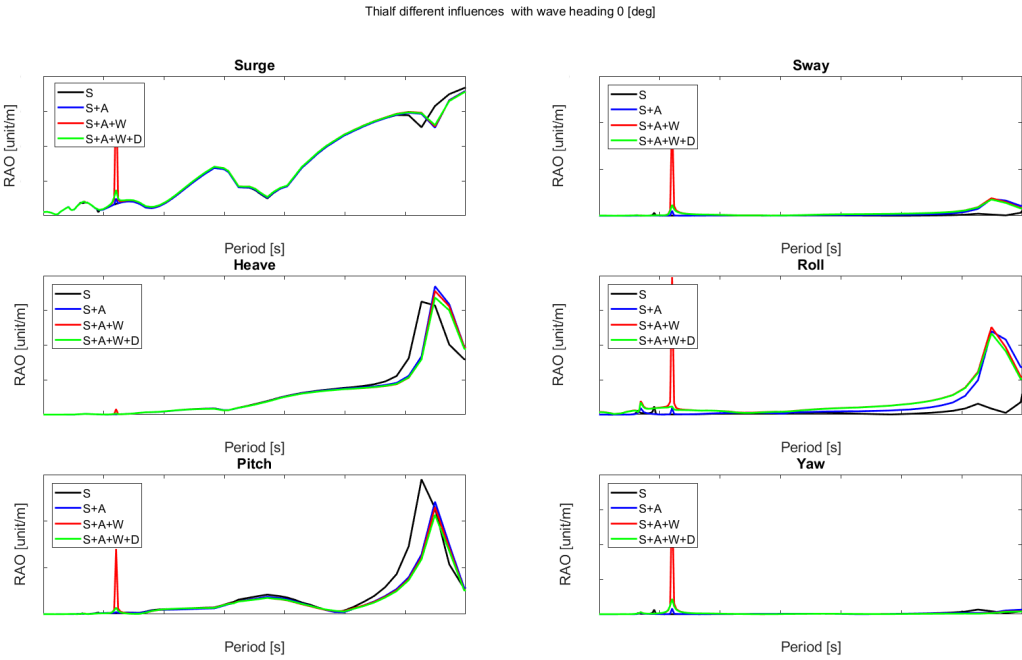 Thialf different influences with wave heading 0 [deg]
Surge
S
S+A
S+A+W
S+A+W+D
RAO [unit/m]
Period [s]
Sway
S
S+A
S+A+W
S+A+W+D
RAO [unit/m]
Period [s]
Heave
S
S+A
S+A+W
S+A+W+D
RAO [unit/m]
Period [s]
Roll
S
S+A
S+A+W
S+A+W+D
RAO [unit/m]
Period [s]
Pitch
S
S+A
S+A+W
S+A+W+D
RAO [unit/m]
Period [s]
Yaw
S
S+A
S+A+W
S+A+W+D
RAO [unit/m]
Period [s]